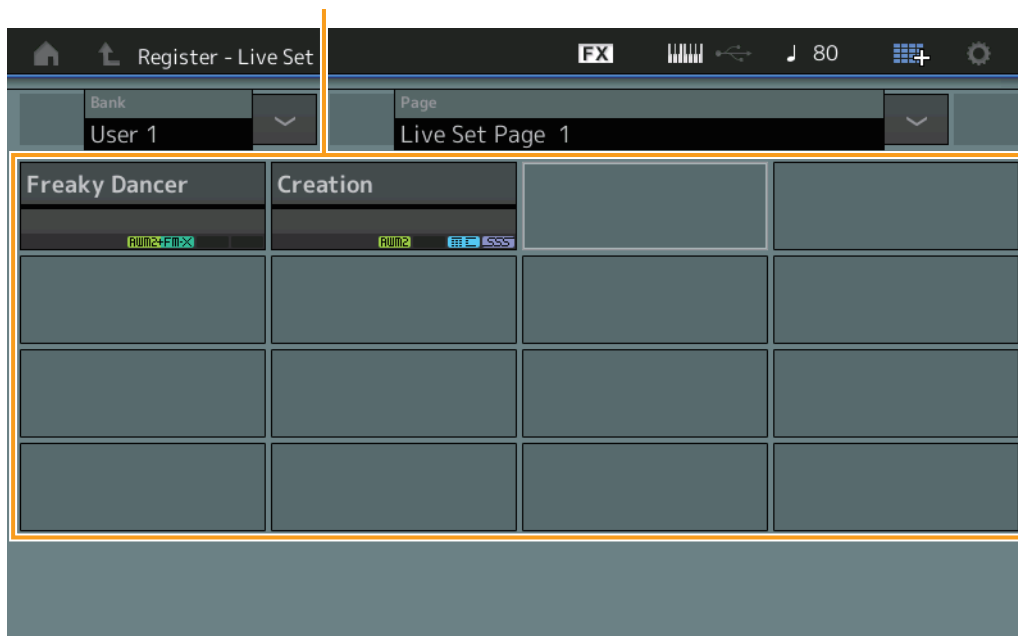 Register - Live Set
FX
80
Bank
User 1
Page
Live Set Page 1
Freaky Dancer
Creation
AWM2+FM-X
AWM2
SSS